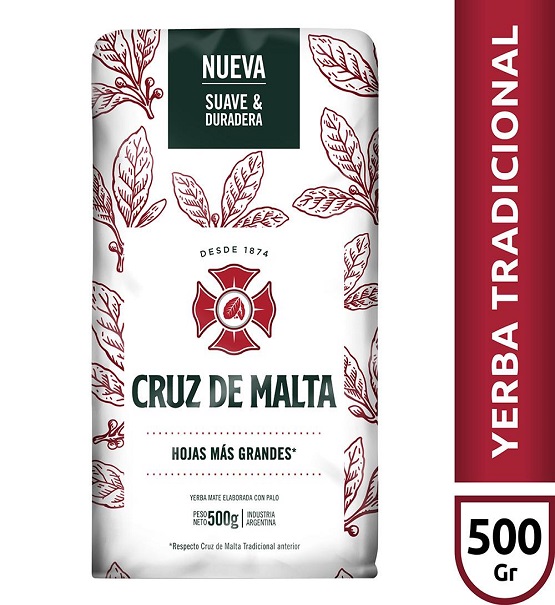 NUEVA
SUAVE &
DURADERA
DESDE 1874
CRUZ DE MALTA
HOJAS MÁS GRANDES*
YERBA MATE ELABORADA CON PALO
PESO
NETO 500g
INDUSTRIA
ARGENTINA
*Respecto Cruz de Malta Tradicional anterior
YERBA TRADICIONAL
500
Gr